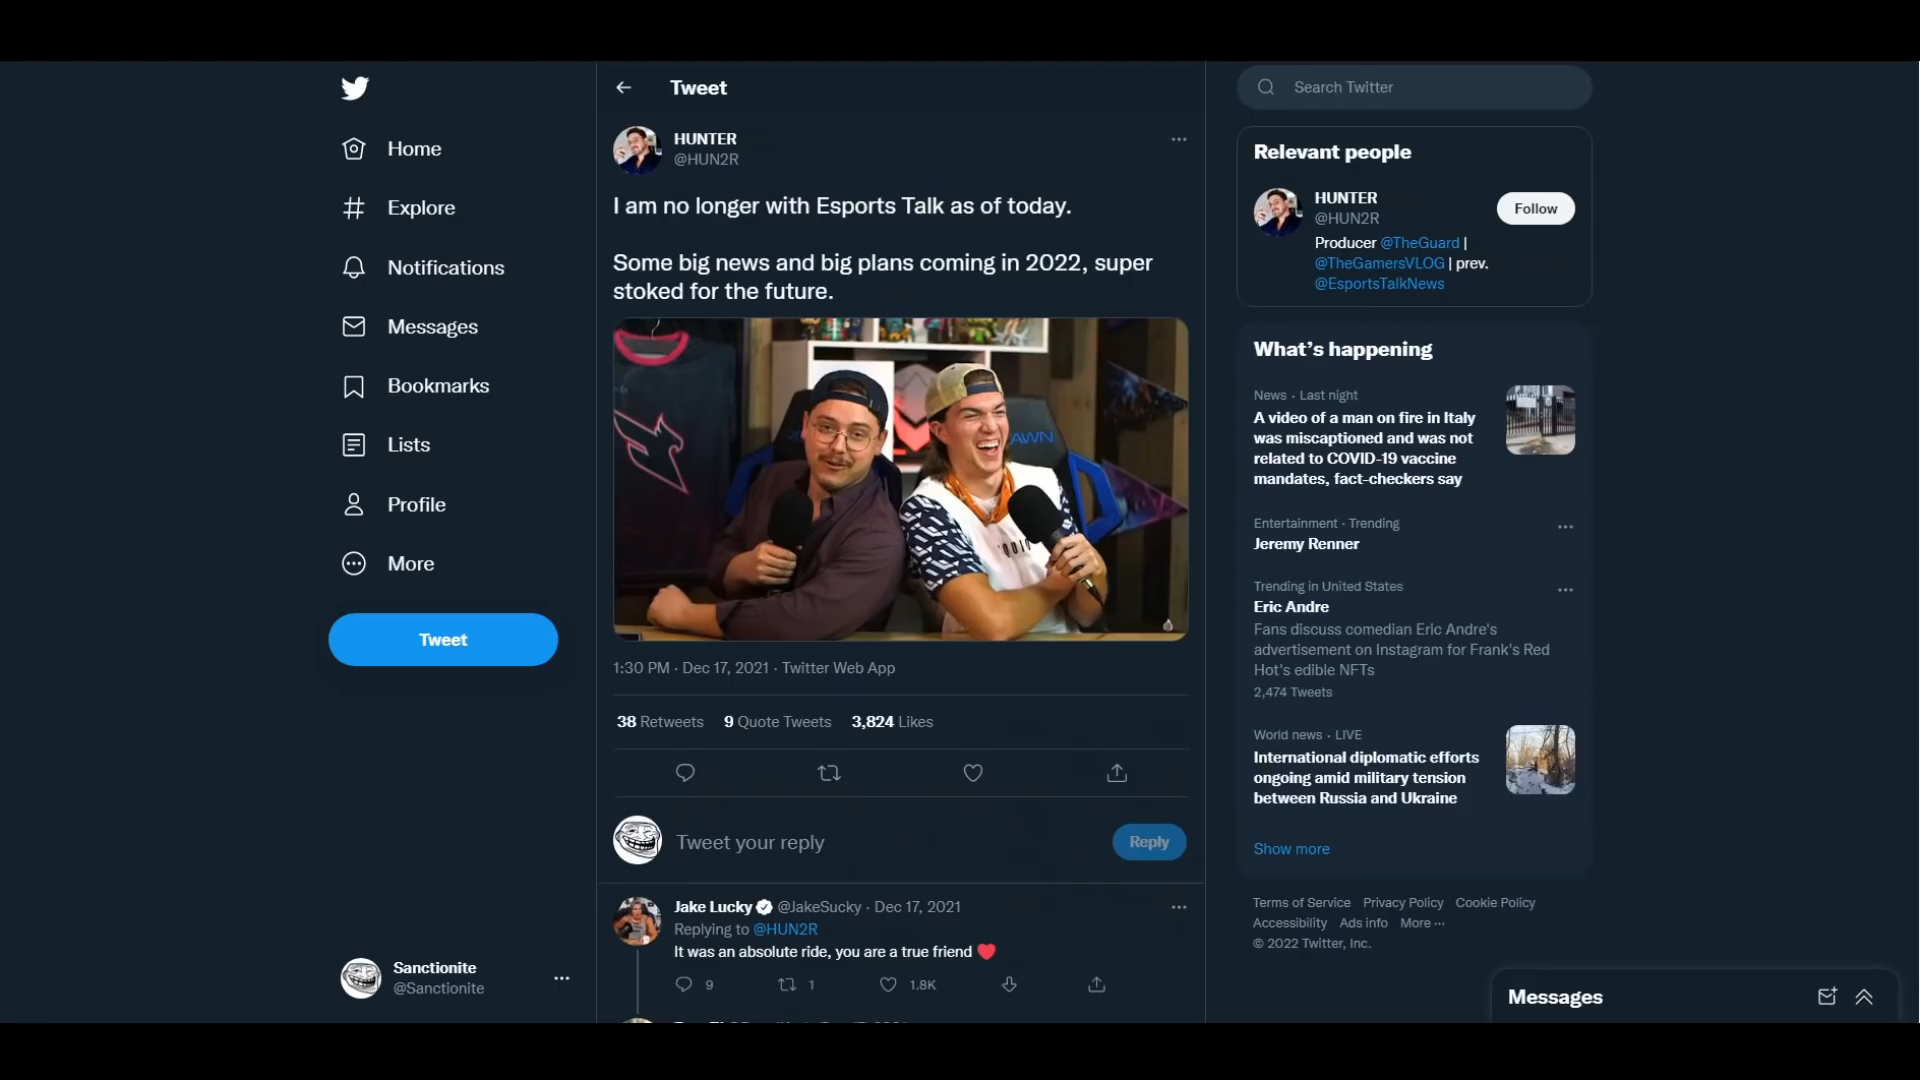 Home
Explore
Notifications
Messages
Bookmarks
Lists
Profile
More
Tweet
Sanctionite
@Sanctionite
Tweet
HUNTER
@HUN2R
I am no longer with Esports Talk as of today.
Some big news and big plans coming in 2022, super
stoked for the future.
AWN
QUID
1:30 PM · Dec 17, 2021 · Twitter Web App
38 Retweets 9 Quote Tweets 3,824 Likes
Tweet your reply
Reply
Jake Lucky @JakeSucky · Dec 17, 2021
Replying to @HUN2R
It was an absolute ride, you are a true friend ❤️
9 1 1.8K
Search Twitter
Relevant people
HUNTER
@HUN2R
Follow
Producer @TheGuard |
@TheGamersVLOG | prev.
@EsportsTalkNews
What's happening
News · Last night
A video of a man on fire in Italy
was miscaptioned and was not
related to COVID-19 vaccine
mandates, fact-checkers say
Entertainment · Trending
Jeremy Renner
Trending in United States
Eric Andre
Fans discuss comedian Eric Andre's
advertisement on Instagram for Frank's Red
Hot's edible NFTs
2,474 Tweets
World news · LIVE
International diplomatic efforts
ongoing amid military tension
between Russia and Ukraine
Show more
Terms of Service Privacy Policy Cookie Policy
Accessibility Ads info More ···
© 2022 Twitter, Inc.
Messages